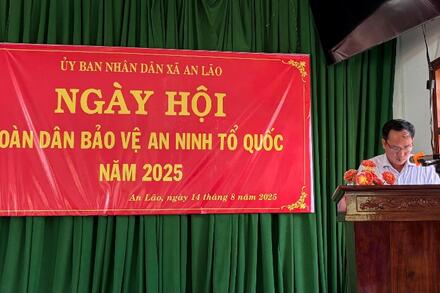 ỦY BAN NHÂN DÂN XÃ AN LÃO
NGÀY HỘI
OÀN DÂN BẢO VỆ AN NINH TỔ QUỐC
NĂM 2025
An Lão, ngày 14 tháng 8 năm 2025